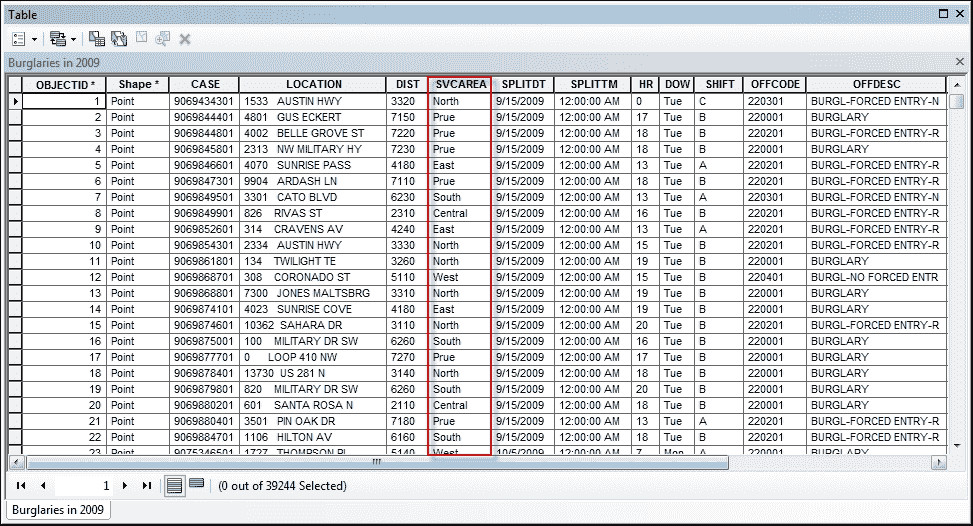 Table
Burglaries in 2009
OBJECTID * Shape * CASE LOCATION DIST SVCAREA SPLITDT SPLITTM HR DOW SHIFT OFFCODE OFFDESC
1 Point 9069434301 1533 AUSTIN HWY 3320 North 9/15/2009 12:00:00 AM 0 Tue C 220301 BURGL-FORCED ENTRY-N
2 Point 9069844401 4801 GUS ECKERT 7150 Prue 9/15/2009 12:00:00 AM 17 Tue B 220001 BURGLARY
3 Point 9069844801 4002 BELLE GROVE ST 7220 Prue 9/15/2009 12:00:00 AM 18 Tue B 220201 BURGL-FORCED ENTRY-R
4 Point 9069845801 2313 NW MILITARY HY 7230 Prue 9/15/2009 12:00:00 AM 18 Tue B 220001 BURGLARY
5 Point 9069846601 4070 SUNRISE PASS 4180 East 9/15/2009 12:00:00 AM 13 Tue A 220201 BURGL-FORCED ENTRY-R
6 Point 9069847301 9904 ARDASH LN 7110 Prue 9/15/2009 12:00:00 AM 18 Tue B 220201 BURGL-FORCED ENTRY-R
7 Point 9069849501 3301 CATO BLVD 6230 South 9/15/2009 12:00:00 AM 13 Tue A 220301 BURGL-FORCED ENTRY-N
8 Point 9069849901 826 RIVAS ST 2310 Central 9/15/2009 12:00:00 AM 16 Tue B 220201 BURGL-FORCED ENTRY-R
9 Point 9069852601 314 CRAVENS AV 4240 East 9/15/2009 12:00:00 AM 13 Tue A 220201 BURGL-FORCED ENTRY-R
10 Point 9069854301 2334 AUSTIN HWY 3330 North 9/15/2009 12:00:00 AM 15 Tue B 220201 BURGL-FORCED ENTRY-R
11 Point 9069861801 134 TWILIGHT TE 3260 North 9/15/2009 12:00:00 AM 19 Tue B 220001 BURGLARY
12 Point 9069868701 308 CORONADO ST 5110 West 9/15/2009 12:00:00 AM 15 Tue B 220401 BURGL-NO FORCED ENTR
13 Point 9069868801 7300 JONES MALTSBRG 3310 North 9/15/2009 12:00:00 AM 19 Tue B 220001 BURGLARY
14 Point 9069874101 4023 SUNRISE COVE 4180 East 9/15/2009 12:00:00 AM 19 Tue B 220001 BURGLARY
15 Point 9069874601 10362 SAHARA DR 3110 North 9/15/2009 12:00:00 AM 20 Tue B 220201 BURGL-FORCED ENTRY-R
16 Point 9069875001 100 MILITARY DR SW 6260 South 9/15/2009 12:00:00 AM 16 Tue B 220001 BURGLARY
17 Point 9069877701 0 LOOP 410 NW 7270 Prue 9/15/2009 12:00:00 AM 17 Tue B 220001 BURGLARY
18 Point 9069878401 13730 US 281 N 3140 North 9/15/2009 12:00:00 AM 18 Tue B 220001 BURGLARY
19 Point 9069879801 820 MILITARY DR SW 6260 South 9/15/2009 12:00:00 AM 20 Tue B 220001 BURGLARY
20 Point 9069880201 601 SANTA ROSA N 2110 Central 9/15/2009 12:00:00 AM 18 Tue B 220001 BURGLARY
21 Point 9069880401 3501 PIN OAK DR 7180 Prue 9/15/2009 12:00:00 AM 13 Tue A 220201 BURGL-FORCED ENTRY-R
22 Point 9069884701 1106 HILTON AV 6160 South 9/15/2009 12:00:00 AM 18 Tue B 220201 BURGL-FORCED ENTRY-R
23 Point 9075346501 1727 THOMPSON PL 5140 West 10/5/2009 12:00:00 AM 7 Mon A 220001 BURGLARY
1 (0 out of 39244 Selected)
Burglaries in 2009